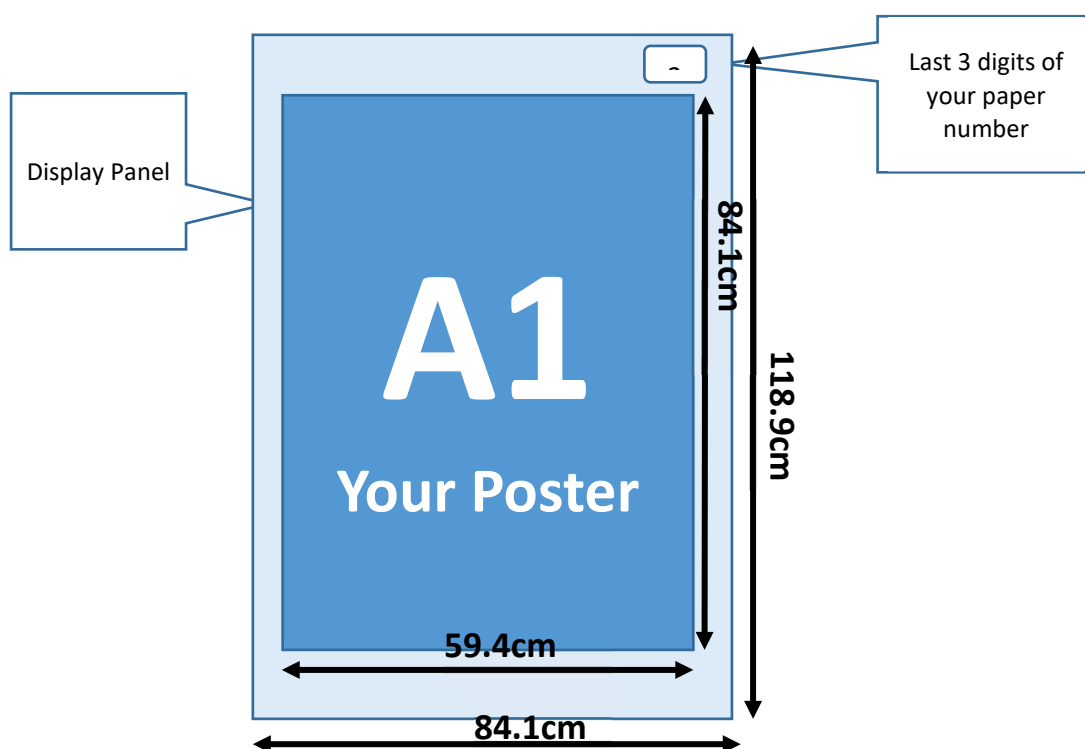 Last 3 digits of
your paper
number
Display Panel
84.1cm
A1
118.9cm
Your Poster
59.4cm
84.1cm